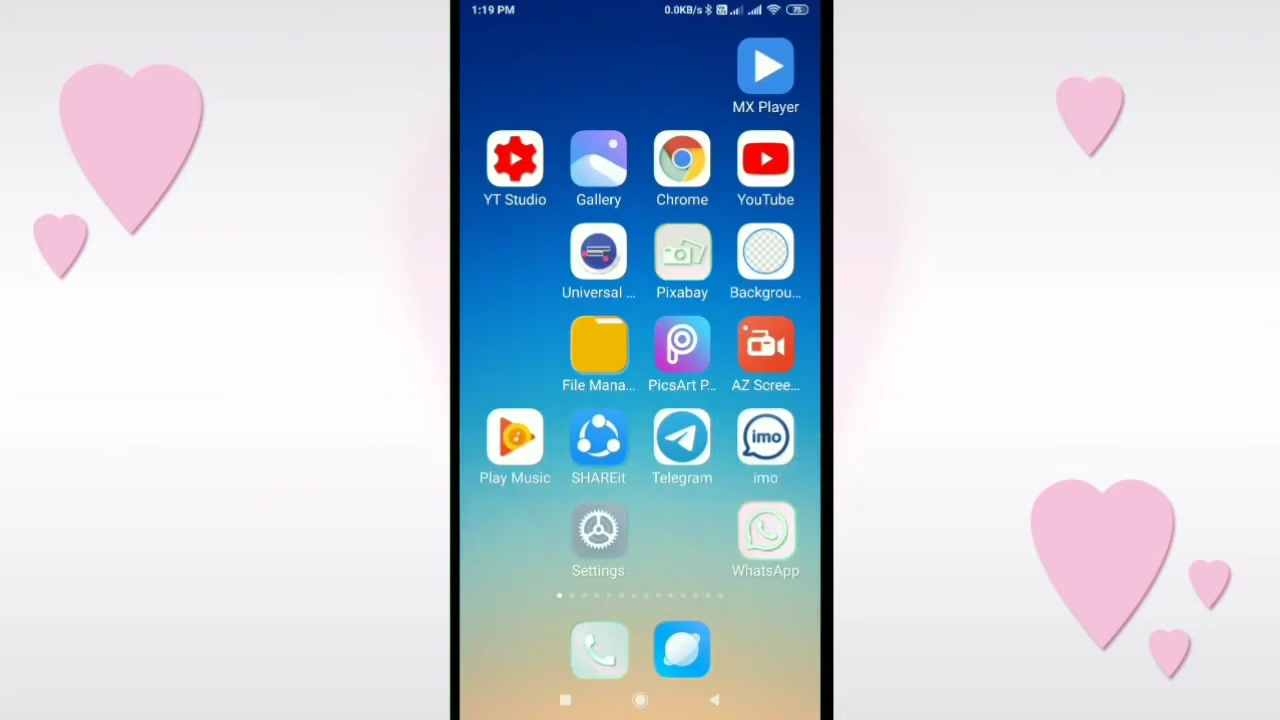 1:19 PM 0.0KB/s 75
MX Player
YT Studio Gallery Chrome YouTube
Universal ... Pixabay Backgrou...
File Mana... PicsArt P... AZ Scree...
imo
Play Music SHAREit Telegram imo
Settings WhatsApp